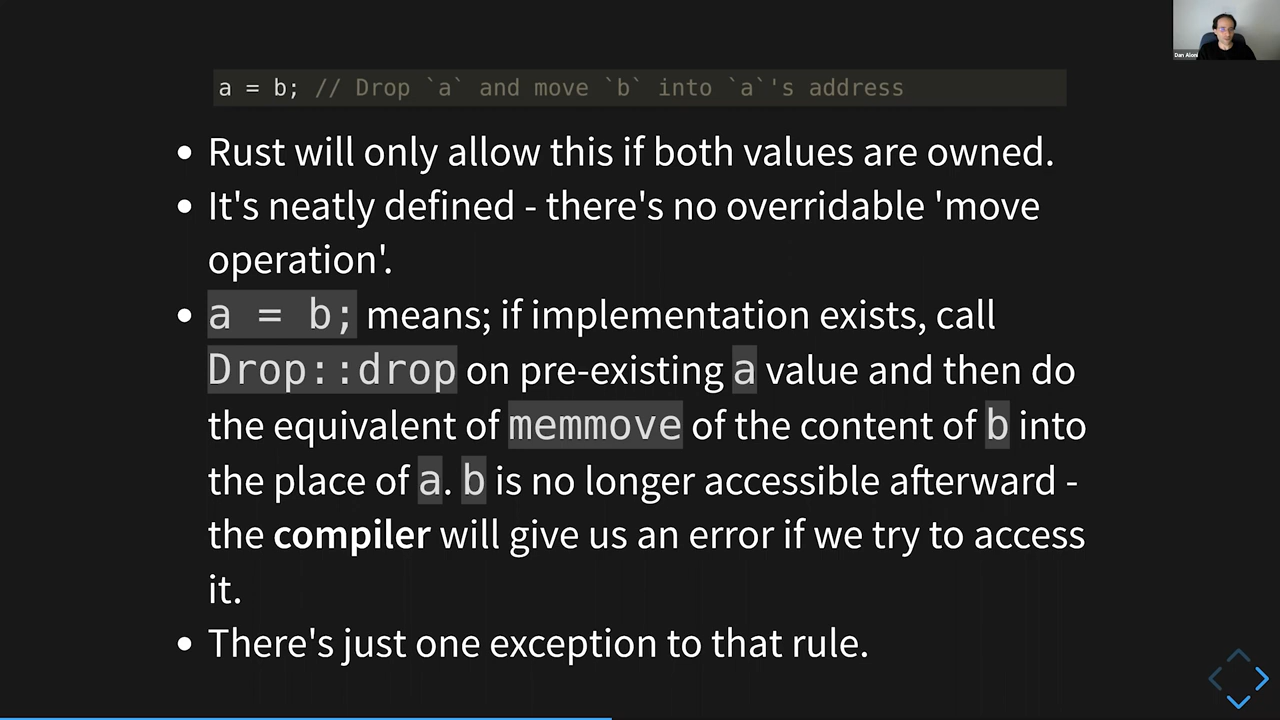 Dan Aloni
a = b; // Drop `a` and move `b` into `a`'s address
• Rust will only allow this if both values are owned.
• It's neatly defined - there's no overridable 'move
operation'.
• a = b; means; if implementation exists, call
Drop::drop on pre-existing a value and then do
the equivalent of memmove of the content of b into
the place of a. b is no longer accessible afterward -
the compiler will give us an error if we try to access
it.
• There's just one exception to that rule.